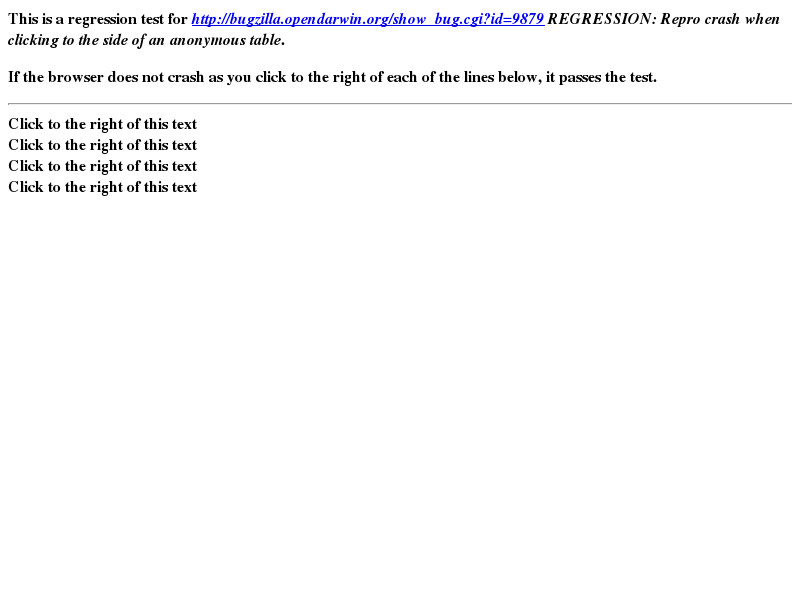 This is a regression test for http://bugzilla.opendarwin.org/show_bug.cgi?id=9879 REGRESSION: Repro crash when
clicking to the side of an anonymous table.
If the browser does not crash as you click to the right of each of the lines below, it passes the test.
Click to the right of this text
Click to the right of this text
Click to the right of this text
Click to the right of this text